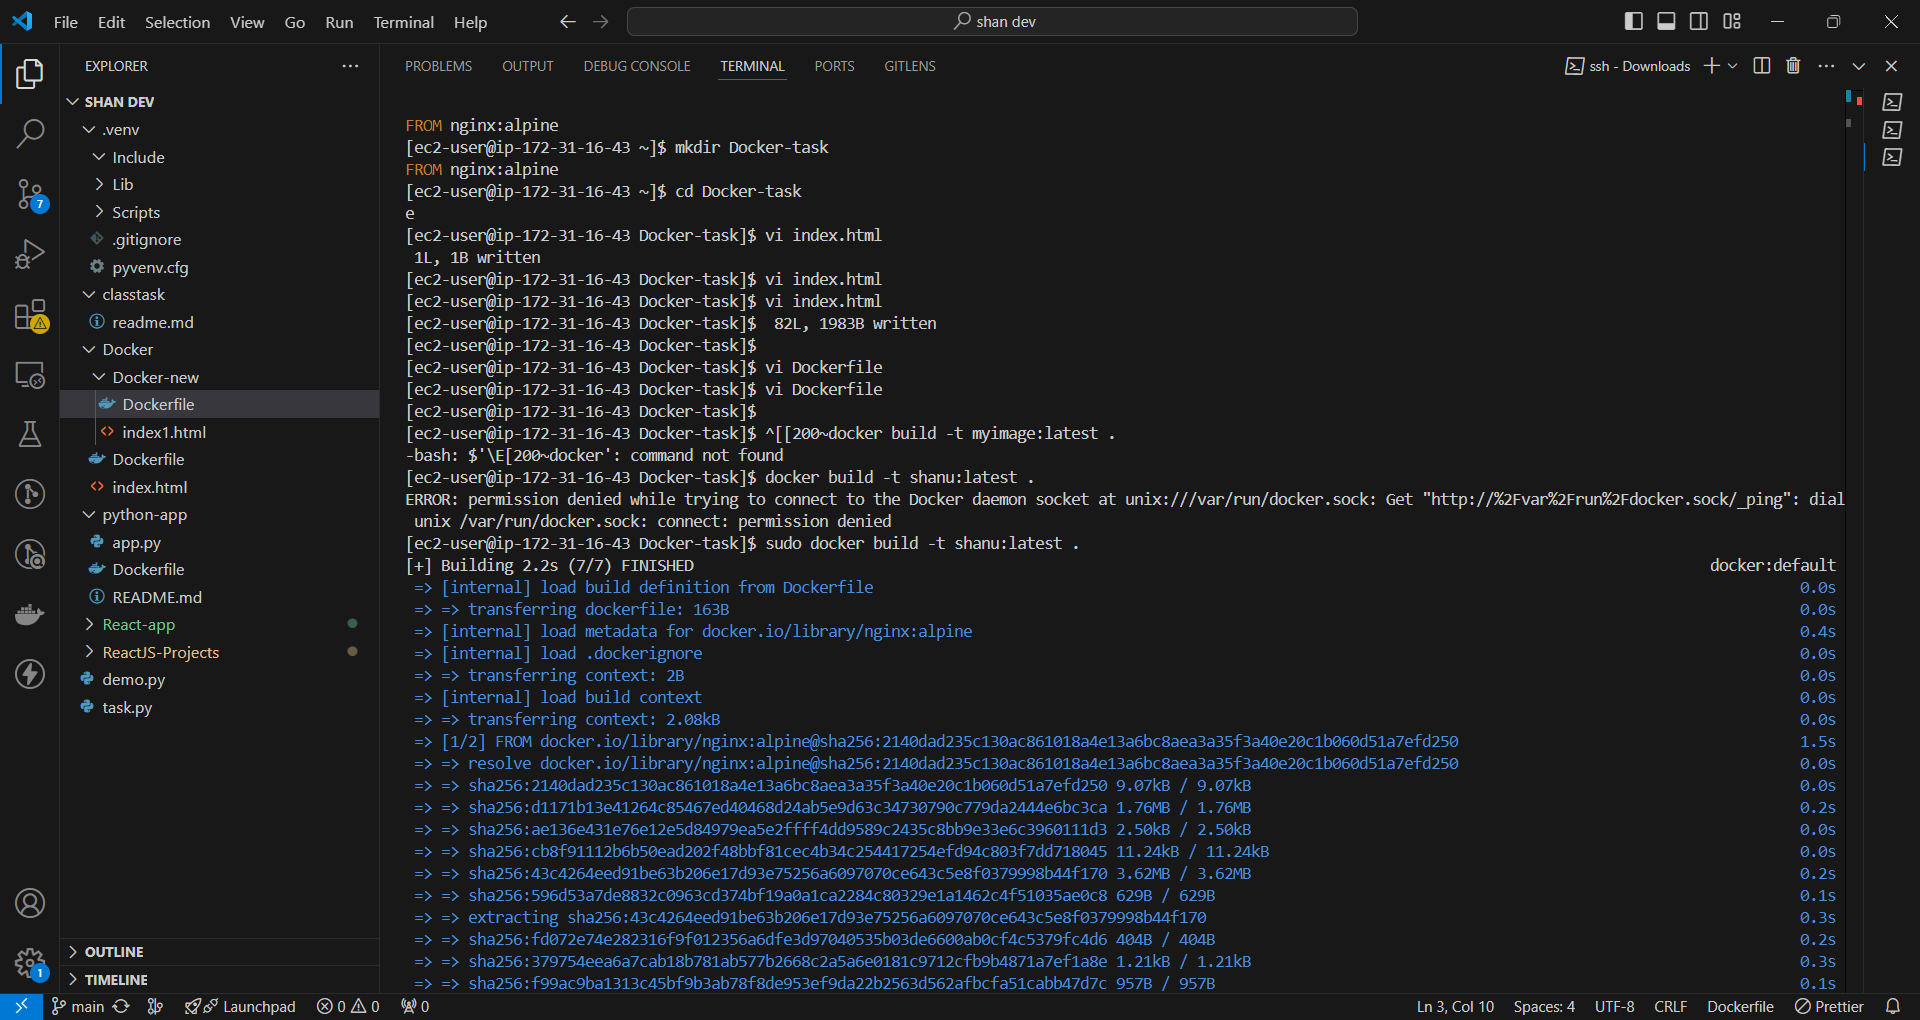 File Edit Selection View Go Run Terminal Help
shan dev
EXPLORER
SHAN DEV
.venv
Include
Lib
Scripts
.gitignore
pyvenv.cfg
classtask
readme.md
Docker
Docker-new
Dockerfile
index1.html
Dockerfile
index.html
python-app
app.py
Dockerfile
README.md
React-app
ReactJS-Projects
demo.py
task.py
OUTLINE
TIMELINE
7
1
PROBLEMS OUTPUT DEBUG CONSOLE TERMINAL PORTS GITLENS
ssh - Downloads
FROM nginx:alpine
[ec2-user@ip-172-31-16-43 ~]$ mkdir Docker-task
FROM nginx:alpine
[ec2-user@ip-172-31-16-43 ~]$ cd Docker-task
e
[ec2-user@ip-172-31-16-43 Docker-task]$ vi index.html
1L, 1B written
[ec2-user@ip-172-31-16-43 Docker-task]$ vi index.html
[ec2-user@ip-172-31-16-43 Docker-task]$ vi index.html
[ec2-user@ip-172-31-16-43 Docker-task]$  82L, 1983B written
[ec2-user@ip-172-31-16-43 Docker-task]$
[ec2-user@ip-172-31-16-43 Docker-task]$ vi Dockerfile
[ec2-user@ip-172-31-16-43 Docker-task]$ vi Dockerfile
[ec2-user@ip-172-31-16-43 Docker-task]$
[ec2-user@ip-172-31-16-43 Docker-task]$ ^[[200~docker build -t myimage:latest .
-bash: $'\E[200~docker': command not found
[ec2-user@ip-172-31-16-43 Docker-task]$ docker build -t shanu:latest .
ERROR: permission denied while trying to connect to the Docker daemon socket at unix:///var/run/docker.sock: Get "http://%2Fvar%2Frun%2Fdocker.sock/_ping": dial
unix /var/run/docker.sock: connect: permission denied
[ec2-user@ip-172-31-16-43 Docker-task]$ sudo docker build -t shanu:latest .
[+] Building 2.2s (7/7) FINISHED docker:default
=> [internal] load build definition from Dockerfile 0.0s
=> => transferring dockerfile: 163B 0.0s
=> [internal] load metadata for docker.io/library/nginx:alpine 0.4s
=> [internal] load .dockerignore 0.0s
=> => transferring context: 2B 0.0s
=> [internal] load build context 0.0s
=> => transferring context: 2.08kB 0.0s
=> [1/2] FROM docker.io/library/nginx:alpine@sha256:2140dad235c130ac861018a4e13a6bc8aea3a35f3a40e20c1b060d51a7efd250 1.5s
=> => resolve docker.io/library/nginx:alpine@sha256:2140dad235c130ac861018a4e13a6bc8aea3a35f3a40e20c1b060d51a7efd250 0.0s
=> => sha256:2140dad235c130ac861018a4e13a6bc8aea3a35f3a40e20c1b060d51a7efd250 9.07kB / 9.07kB 0.0s
=> => sha256:d1171b13e41264c85467ed40468d24ab5e9d63c34730790c779da2444e6bc3ca 1.76MB / 1.76MB 0.2s
=> => sha256:ae136e431e76e12e5d84979ea5e2ffff4dd9589c2435c8bb9e33e6c3960111d3 2.50kB / 2.50kB 0.0s
=> => sha256:cb8f91112b6b50ead202f48bbf81cec4b34c254417254efd94c803f7dd718045 11.24kB / 11.24kB 0.0s
=> => sha256:43c4264eed91be63b206e17d93e75256a6097070ce643c5e8f0379998b44f170 3.62MB / 3.62MB 0.2s
=> => sha256:596d53a7de8832c0963cd374bf19a0a1ca2284c80329e1a1462c4f51035ae0c8 629B / 629B 0.1s
=> => extracting sha256:43c4264eed91be63b206e17d93e75256a6097070ce643c5e8f0379998b44f170 0.3s
=> => sha256:fd072e74e282316f9f012356a6dfe3d97040535b03de6600ab0cf4c5379fc4d6 404B / 404B 0.2s
=> => sha256:379754eea6a7cab18b781ab577b2668c2a5a6e0181c9712cfb9b4871a7ef1a8e 1.21kB / 1.21kB 0.3s
=> => sha256:f99ac9ba1313c45bf9b3ab78f8de953ef9da22b2563d562afbcfa51cabb47d7c 957B / 957B 0.1s
main Launchpad 0 0 0 Ln 3, Col 10 Spaces: 4 UTF-8 CRLF Dockerfile Prettier